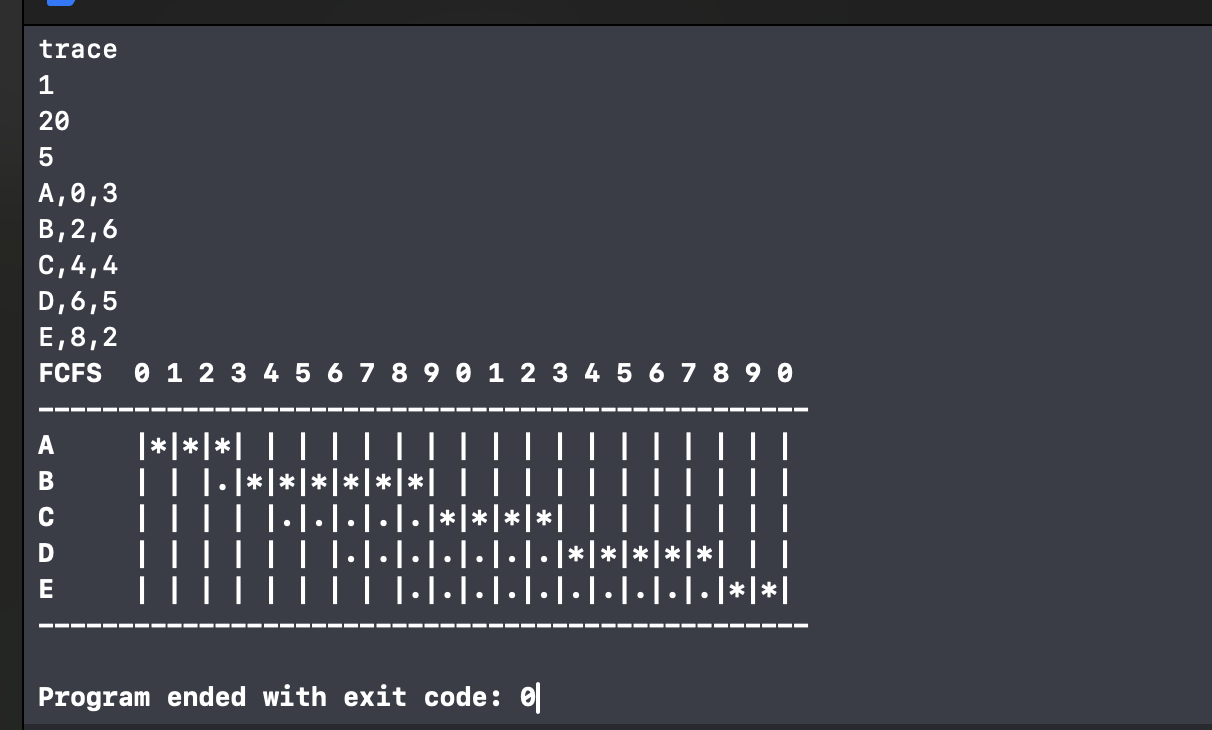 trace
1
20
5
A,0,3
B,2,6
C,4,4
D,6,5
E,8,2
FCFS  0 1 2 3 4 5 6 7 8 9 0 1 2 3 4 5 6 7 8 9 0
------------------------------------------------
A     |*|*|*| | | | | | | | | | | | | | | | | |
B     | | |.|*|*|*|*|*|*| | | | | | | | | | | |
C     | | | | |.|.|.|.|.|*|*|*|*| | | | | | | |
D     | | | | | | |.|.|.|.|.|.|.|*|*|*|*|*| | |
E     | | | | | | | | |.|.|.|.|.|.|.|.|.|.|*|*|
------------------------------------------------
Program ended with exit code: 0